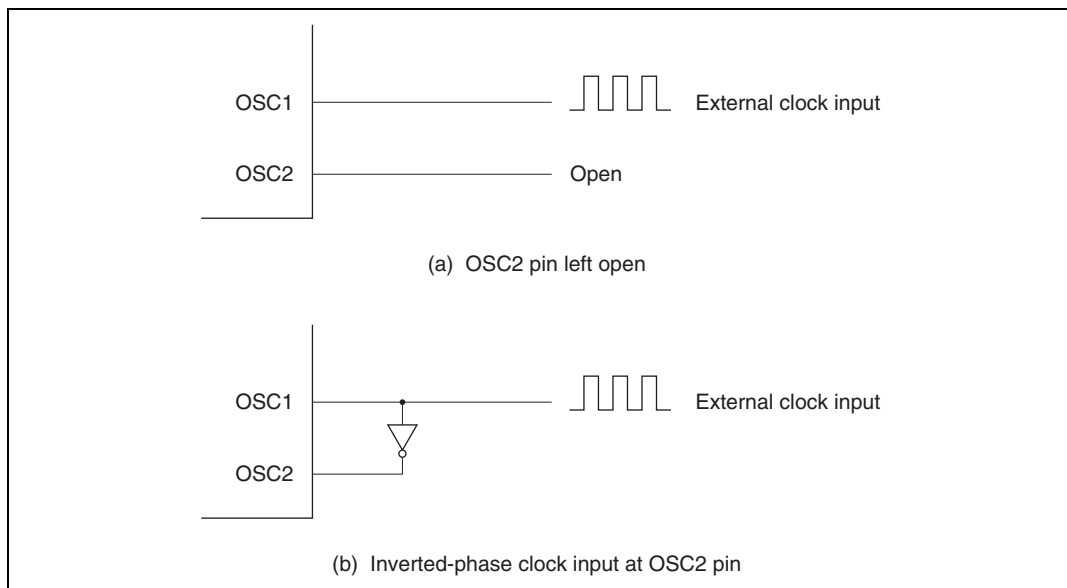 OSC1
External clock input
OSC2
Open
(a) OSC2 pin left open
OSC1
External clock input
OSC2
(b) Inverted-phase clock input at OSC2 pin